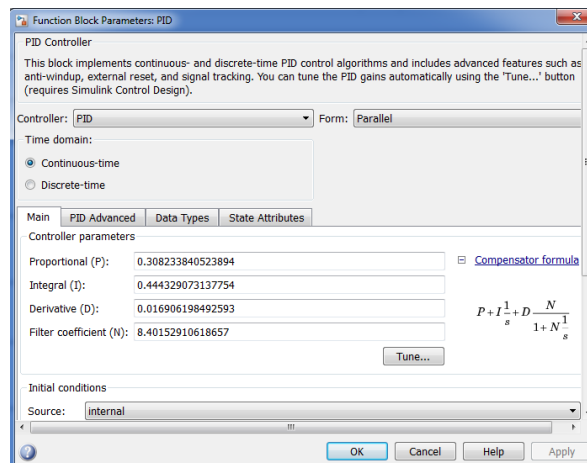 Function Block Parameters: PID
PID Controller
This block implements continuous- and discrete-time PID control algorithms and includes advanced features such as
anti-windup, external reset, and signal tracking. You can tune the PID gains automatically using the 'Tune...' button
(requires Simulink Control Design).
Controller: PID Form: Parallel
Time domain:
Continuous-time
Discrete-time
Main PID Advanced Data Types State Attributes
Controller parameters
Proportional (P): 0.308233840523894 Compensator formula
Integral (I): 0.444329073137754
Derivative (D): 0.016906198492593
P+I 1/s +D N/(1+N 1/s)
Filter coefficient (N): 8.40152910618657
Tune...
Initial conditions
Source: internal
OK Cancel Help Apply